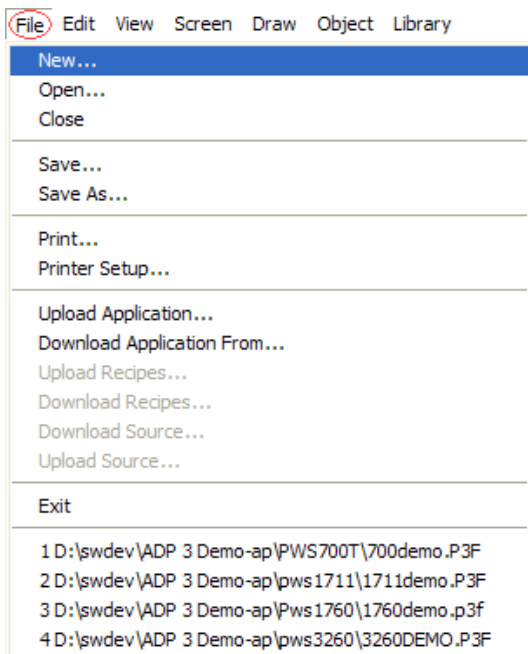 File Edit View Screen Draw Object Library
New...
Open...
Close
Save...
Save As...
Print...
Printer Setup...
Upload Application...
Download Application From...
Upload Recipes...
Download Recipes...
Download Source...
Upload Source...
Exit
1 D:\swdev\ADP 3 Demo-ap\PWS700T\700demo.P3F
2 D:\swdev\ADP 3 Demo-ap\pws1711\1711demo.P3F
3 D:\swdev\ADP 3 Demo-ap\Pws1760\1760demo.p3f
4 D:\swdev\ADP 3 Demo-ap\pws3260\3260DEMO.P3F